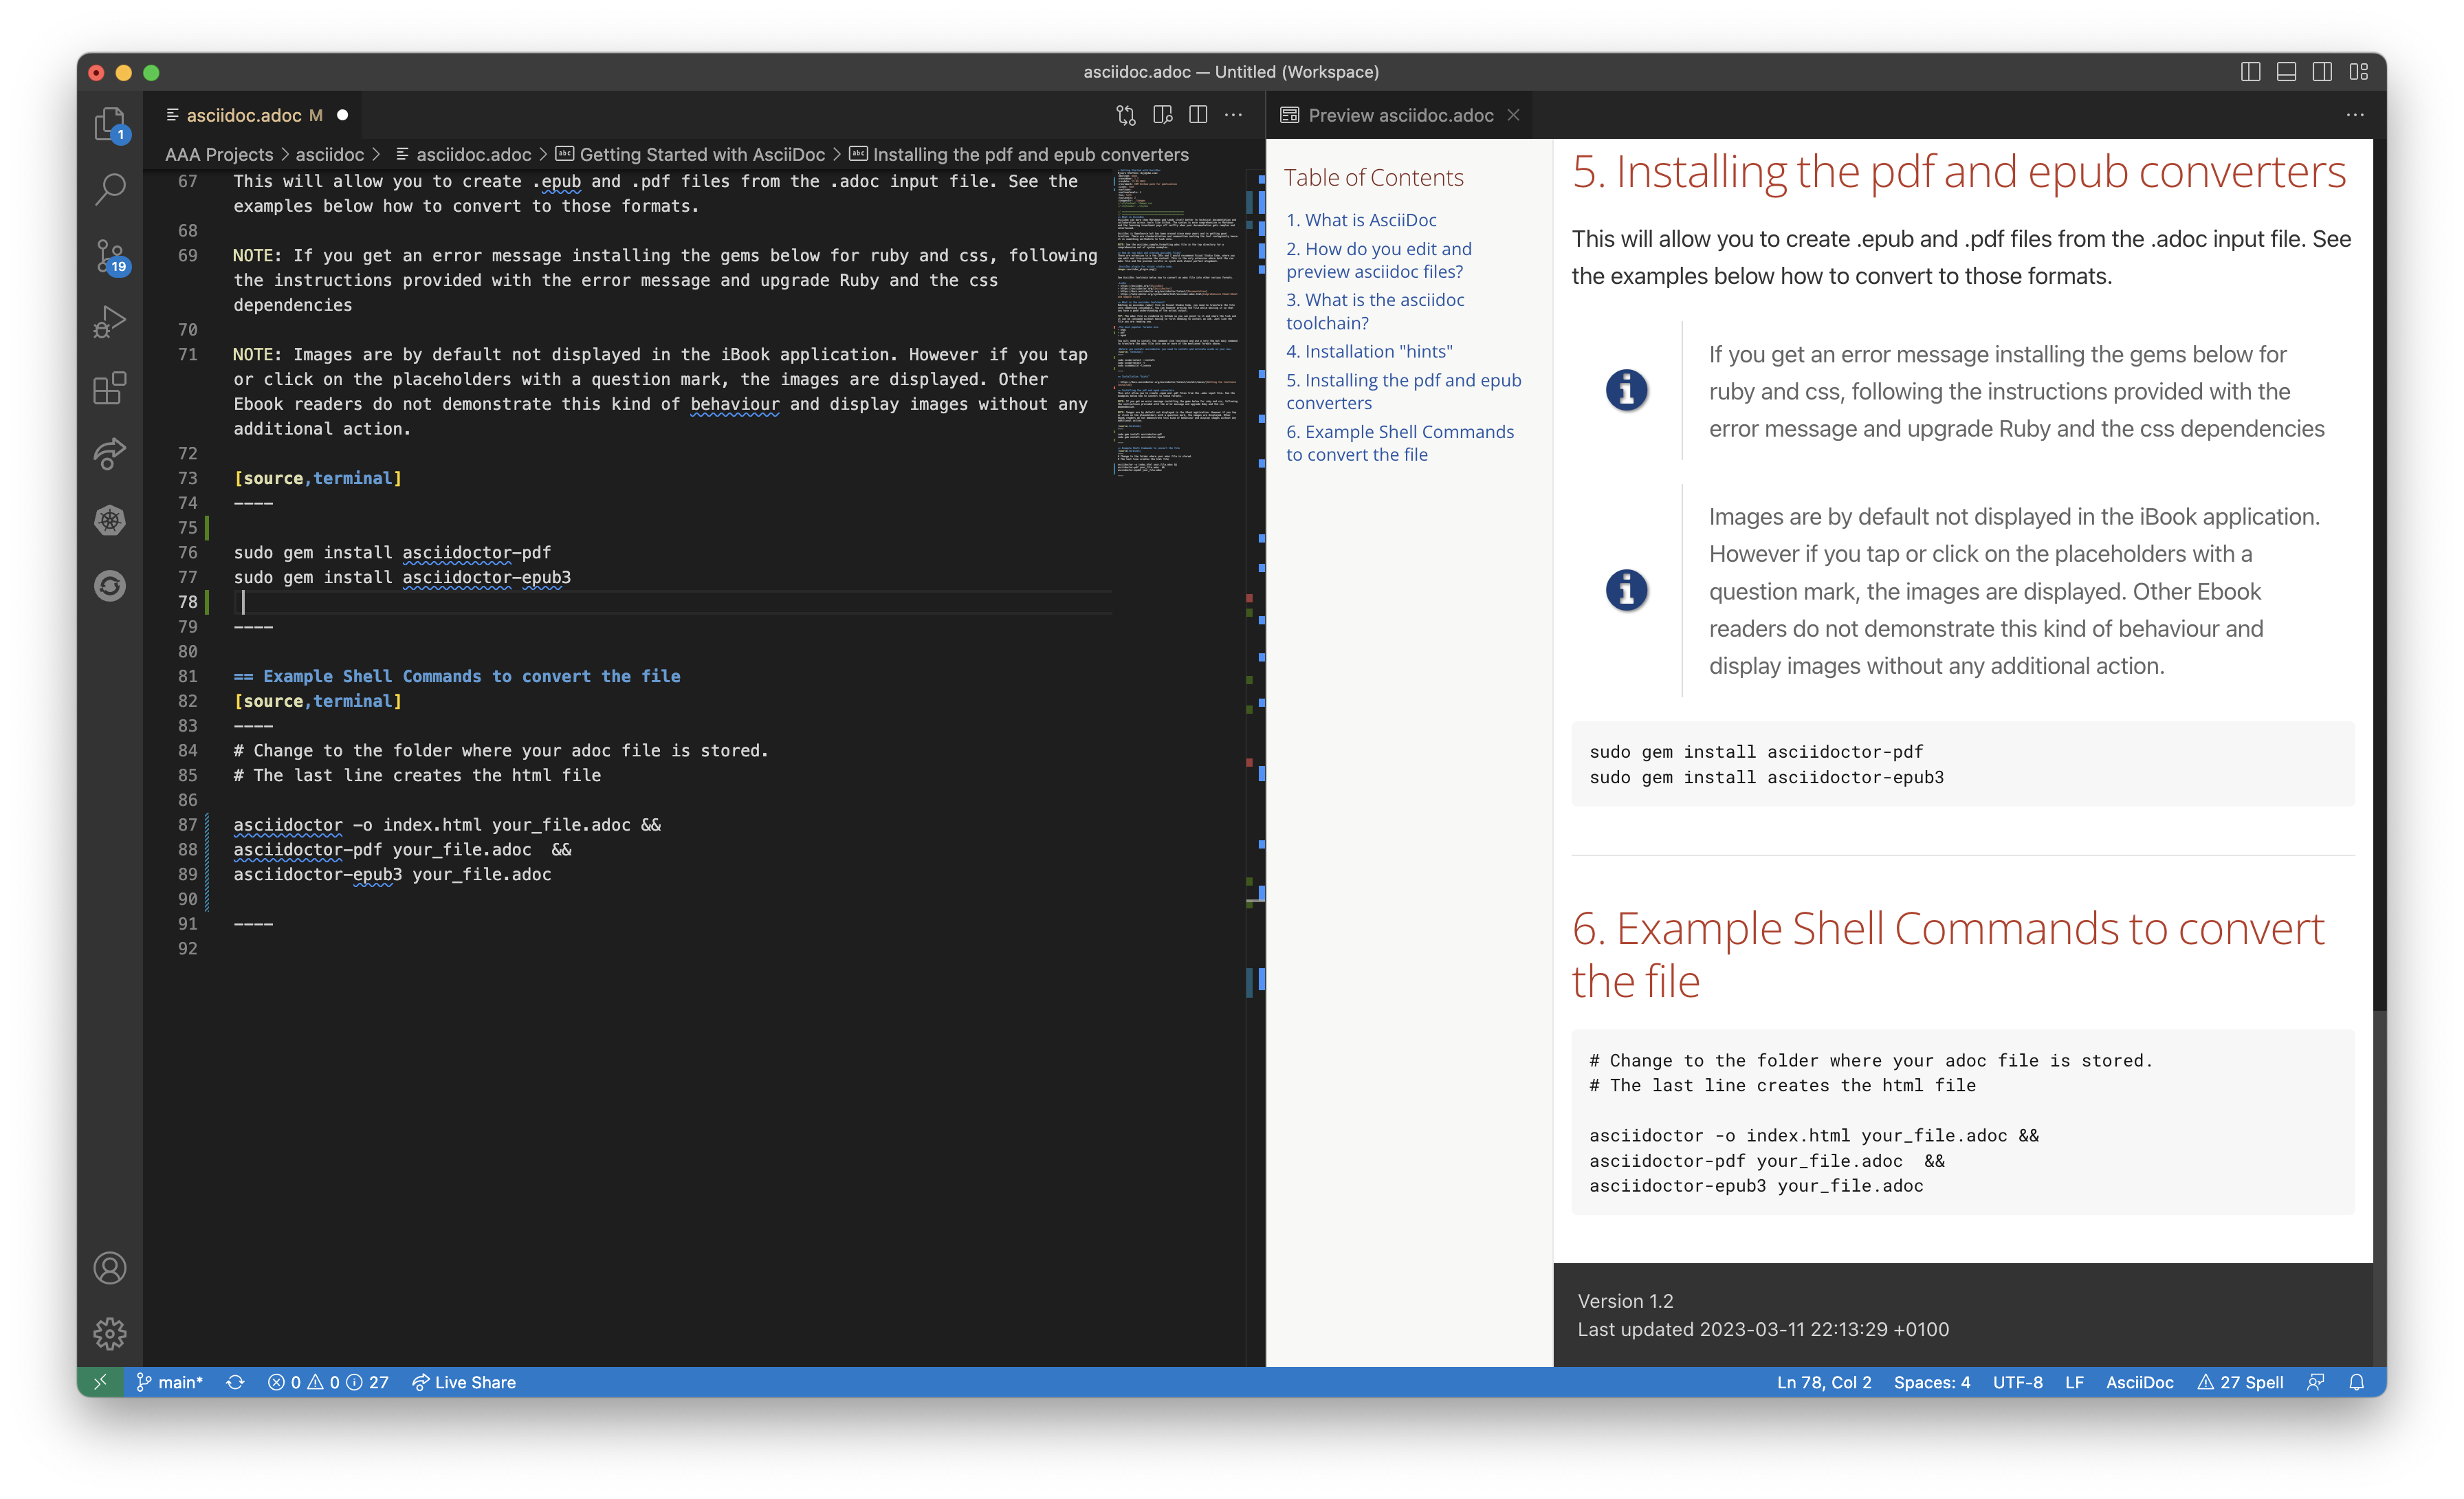 asciidoc.adoc — Untitled (Workspace)
asciidoc.adoc M
AAA Projects > asciidoc > asciidoc.adoc > Getting Started with AsciiDoc > Installing the pdf and epub converters
1
19
67 This will allow you to create .epub and .pdf files from the .adoc input file. See the
examples below how to convert to those formats.
68
69 NOTE: If you get an error message installing the gems below for ruby and css, following
the instructions provided with the error message and upgrade Ruby and the css
dependencies
70
71 NOTE: Images are by default not displayed in the iBook application. However if you tap
or click on the placeholders with a question mark, the images are displayed. Other
Ebook readers do not demonstrate this kind of behaviour and display images without any
additional action.
72
73 [source,terminal]
74 ----
75
76 sudo gem install asciidoctor-pdf
77 sudo gem install asciidoctor-epub3
78
79 ----
80
81 == Example Shell Commands to convert the file
82 [source,terminal]
83 ----
84 # Change to the folder where your adoc file is stored.
85 # The last line creates the html file
86
87 asciidoctor -o index.html your_file.adoc &&
88 asciidoctor-pdf your_file.adoc  &&
89 asciidoctor-epub3 your_file.adoc
90
91 ----
92
Preview asciidoc.adoc
Table of Contents
1. What is AsciiDoc
2. How do you edit and
preview asciidoc files?
3. What is the asciidoc
toolchain?
4. Installation "hints"
5. Installing the pdf and epub
converters
6. Example Shell Commands
to convert the file
5. Installing the pdf and epub converters
This will allow you to create .epub and .pdf files from the .adoc input file. See
the examples below how to convert to those formats.
If you get an error message installing the gems below for
ruby and css, following the instructions provided with the
error message and upgrade Ruby and the css dependencies
Images are by default not displayed in the iBook application.
However if you tap or click on the placeholders with a
question mark, the images are displayed. Other Ebook
readers do not demonstrate this kind of behaviour and
display images without any additional action.
sudo gem install asciidoctor-pdf
sudo gem install asciidoctor-epub3
6. Example Shell Commands to convert
the file
# Change to the folder where your adoc file is stored.
# The last line creates the html file
asciidoctor -o index.html your_file.adoc &&
asciidoctor-pdf your_file.adoc  &&
asciidoctor-epub3 your_file.adoc
Version 1.2
Last updated 2023-03-11 22:13:29 +0100
main* 0 0 27 Live Share
Ln 78, Col 2 Spaces: 4 UTF-8 LF AsciiDoc 27 Spell